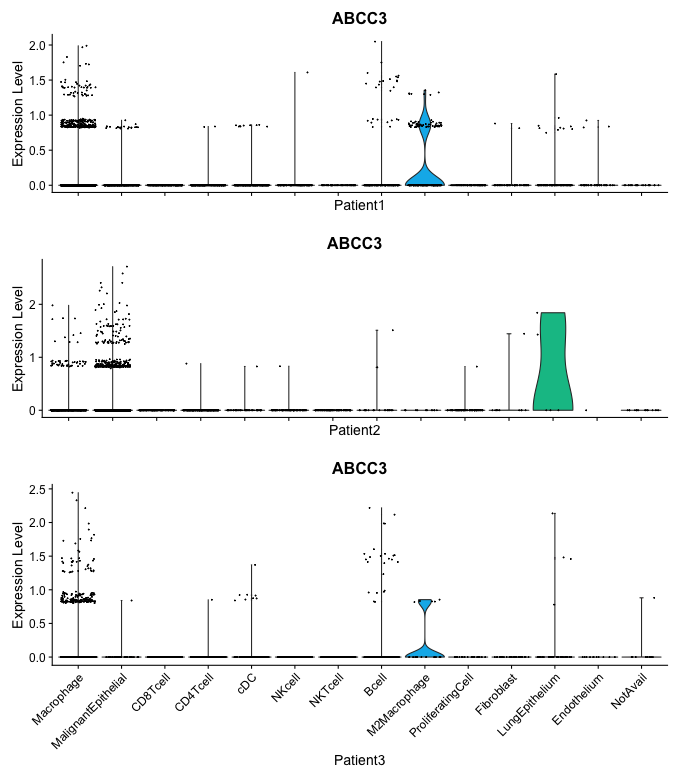 ABCC3
Expression Level
2.0
1.5
1.0
0.5
0.0
Patient1
ABCC3
Expression Level
2
1
0
Patient2
ABCC3
Expression Level
2.5
2.0
1.5
1.0
0.5
0.0
Macrophage
MalignantEpithelial
CD8Tcell
CD4Tcell
cDC
NKcell
NKTcell
Bcell
M2Macrophage
ProliferatingCell
Fibroblast
LungEpithelium
Endothelium
NotAvail
Patient3